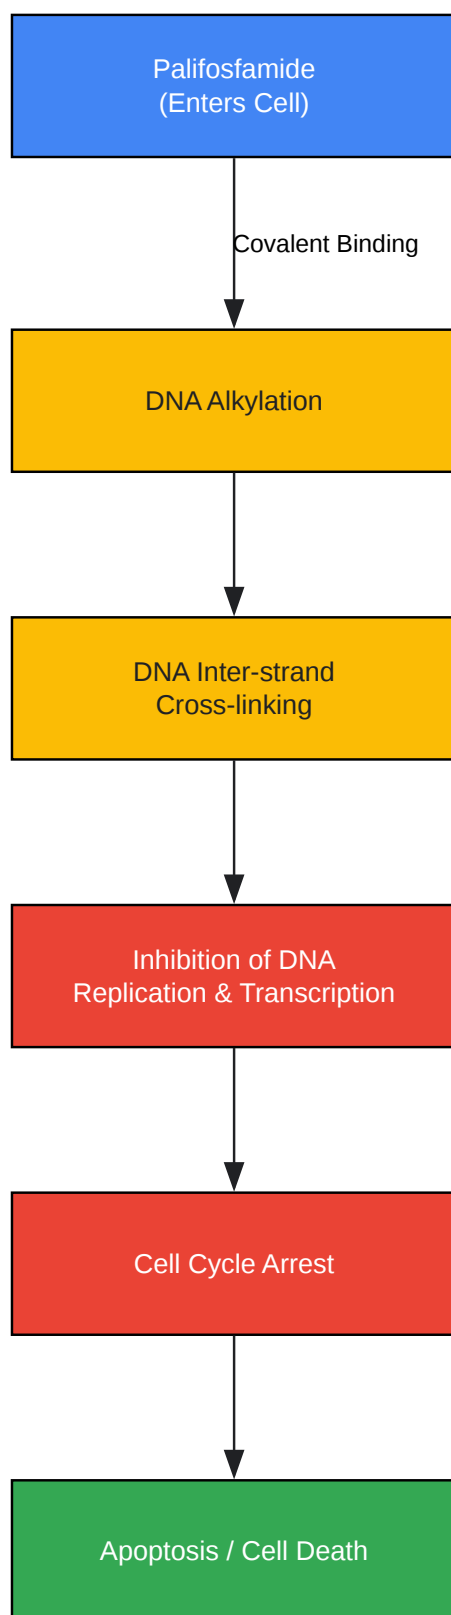 Palifosfamide
(Enters Cell)
Covalent Binding
DNA Alkylation
DNA Inter-strand
Cross-linking
Inhibition of DNA
Replication & Transcription
Cell Cycle Arrest
Apoptosis / Cell Death